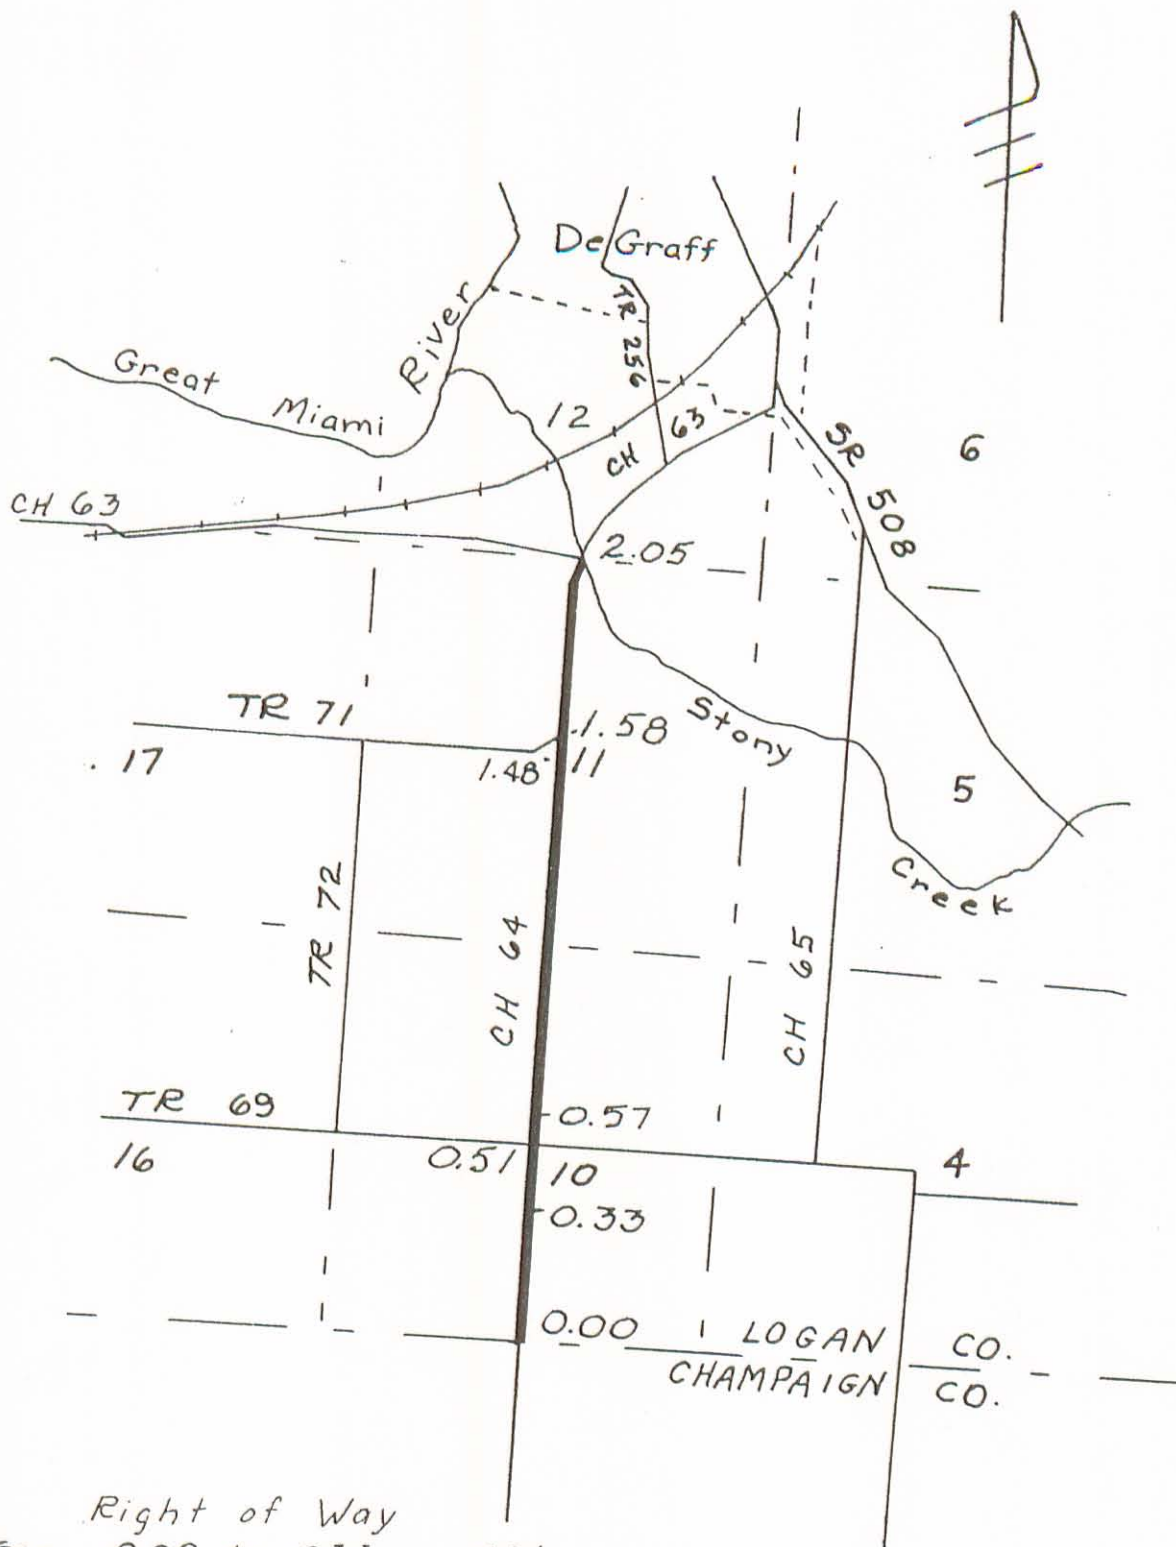 De Graff
TR 256
River
Great
Miami
12
CH 63
SR 508
6
CH 63
2.05
TR 71
1.58
Stony
17
1.48
11
5
Creek
TR 72
CH 64
CH 65
TR 69
0.57
16
0.51
10
4
0.33
0.00
LOGAN CO.
CHAMPAIGN CO.
Right of Way